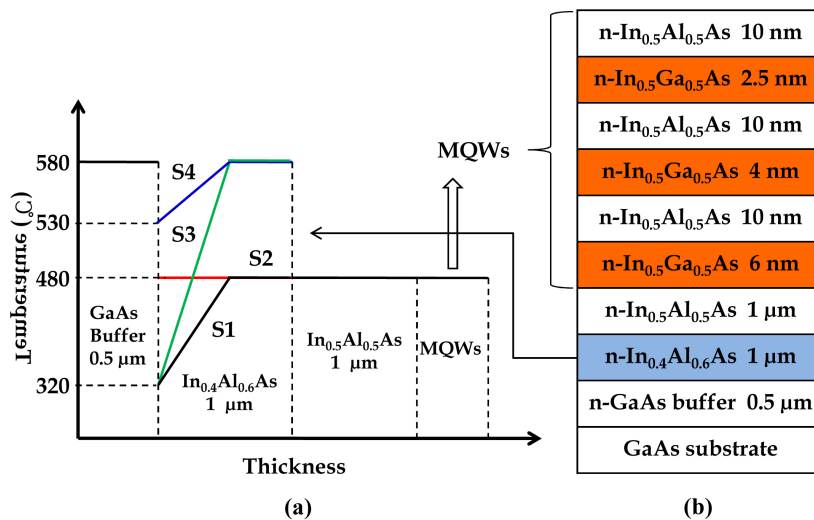 580
530
480
320
Temperature (℃)
S4
S3
S2
S1
GaAs
Buffer
0.5 µm
In0.4Al0.6As
1 µm
In0.5Al0.5As
1 µm
MQWs
Thickness
(a)
MQWs
n-In0.5Al0.5As 10 nm
n-In0.5Ga0.5As 2.5 nm
n-In0.5Al0.5As 10 nm
n-In0.5Ga0.5As 4 nm
n-In0.5Al0.5As 10 nm
n-In0.5Ga0.5As 6 nm
n-In0.5Al0.5As 1 µm
n-In0.4Al0.6As 1 µm
n-GaAs buffer 0.5 µm
GaAs substrate
(b)